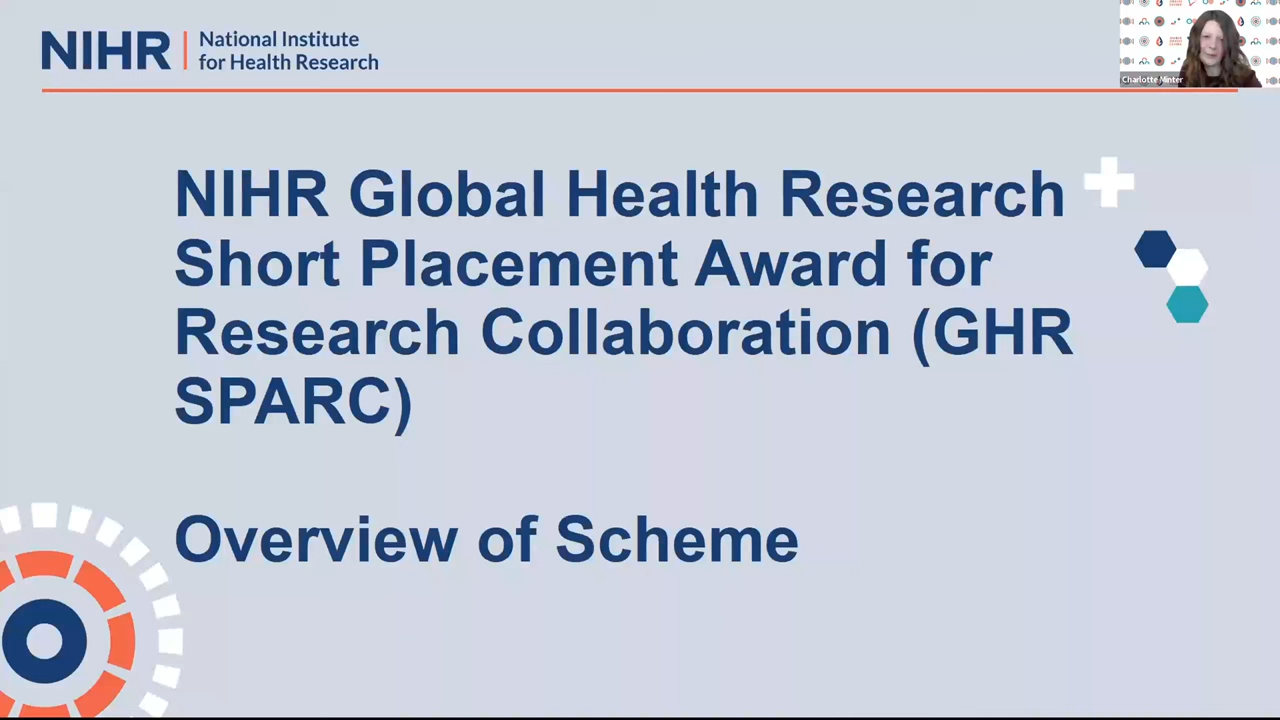 NIHR | National Institute
for Health Research
Charlotte Minter
NIHR Global Health Research
Short Placement Award for
Research Collaboration (GHR
SPARC)
Overview of Scheme